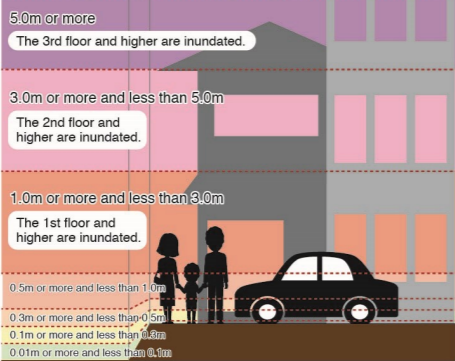 5.0m or more
The 3rd floor and higher are inundated.
3.0m or more and less than 5.0m
The 2nd floor and
higher are inundated.
1.0m or more and less than 3.0m
The 1st floor and
higher are inundated.
0.5m or more and less than 1.0m
0.3m or more and less than 0.5m
0.1m or more and less than 0.3m
0.01m or more and less than 0.1m